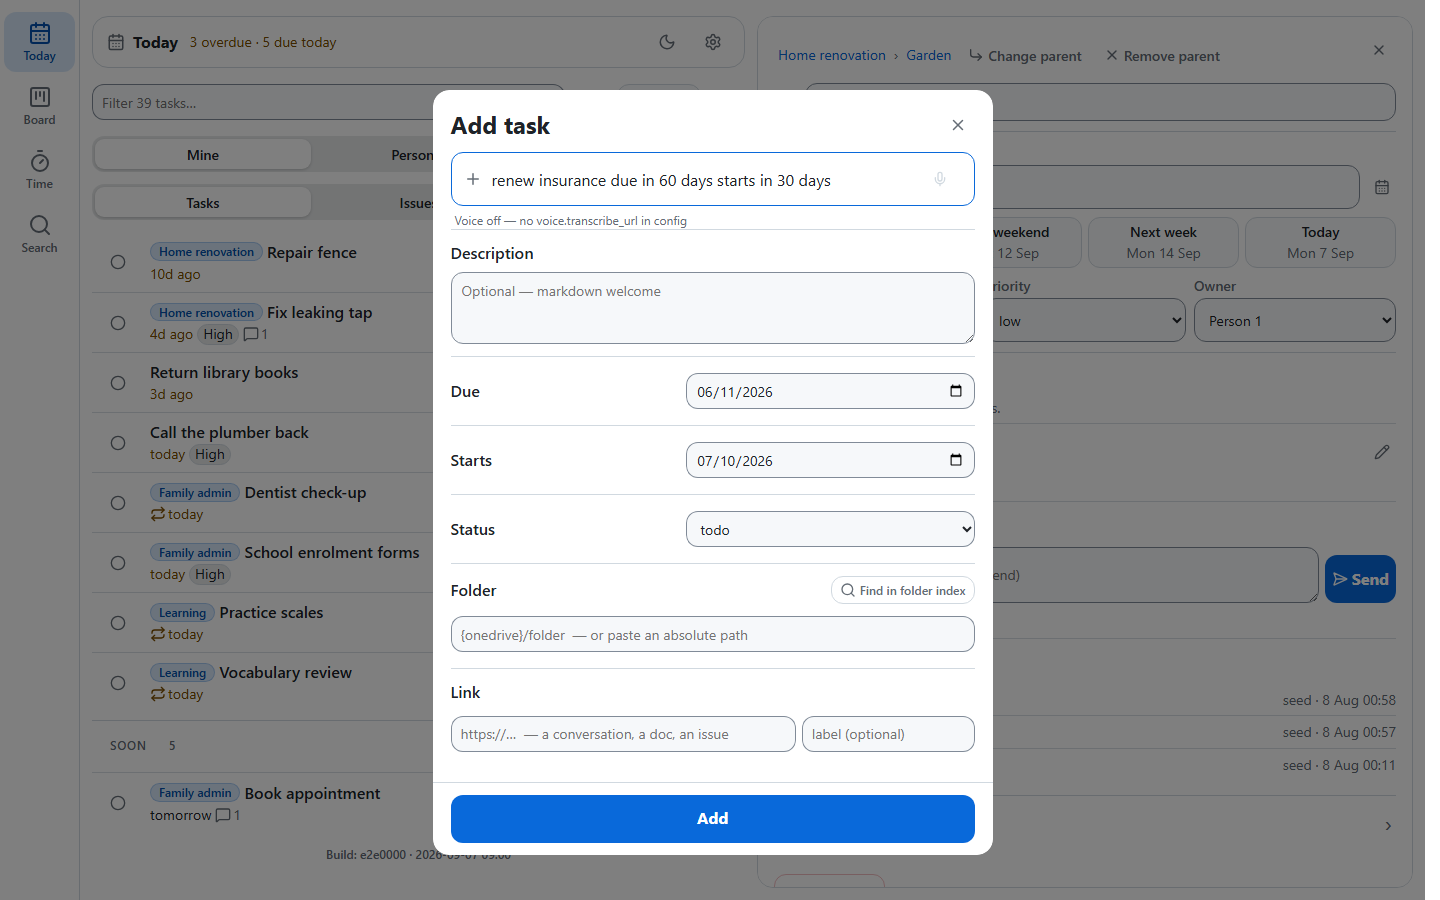 Today
Board
Time
Search
Today 3 overdue · 5 due today
Filter 39 tasks...
Mine
Person
Tasks
Issues
Home renovation Repair fence
10d ago
Home renovation Fix leaking tap
4d ago High 1
Return library books
3d ago
Call the plumber back
today High
Family admin Dentist check-up
today
Family admin School enrolment forms
today High
Learning Practice scales
today
Learning Vocabulary review
today
SOON 5
Family admin Book appointment
tomorrow 1
Build: e2e0000 · 2026-09-07 09:00
Add task
renew insurance due in 60 days starts in 30 days
Voice off — no voice.transcribe_url in config
Description
Optional — markdown welcome
Due 06/11/2026
Starts 07/10/2026
Status todo
Folder Find in folder index
{onedrive}/folder — or paste an absolute path
Link
https://... — a conversation, a doc, an issue
label (optional)
Add
Home renovation › Garden Change parent Remove parent
weekend
12 Sep
Next week
Mon 14 Sep
Today
Mon 7 Sep
riority
Owner
low
Person 1
s.
end)
Send
seed · 8 Aug 00:58
seed · 8 Aug 00:57
seed · 8 Aug 00:11